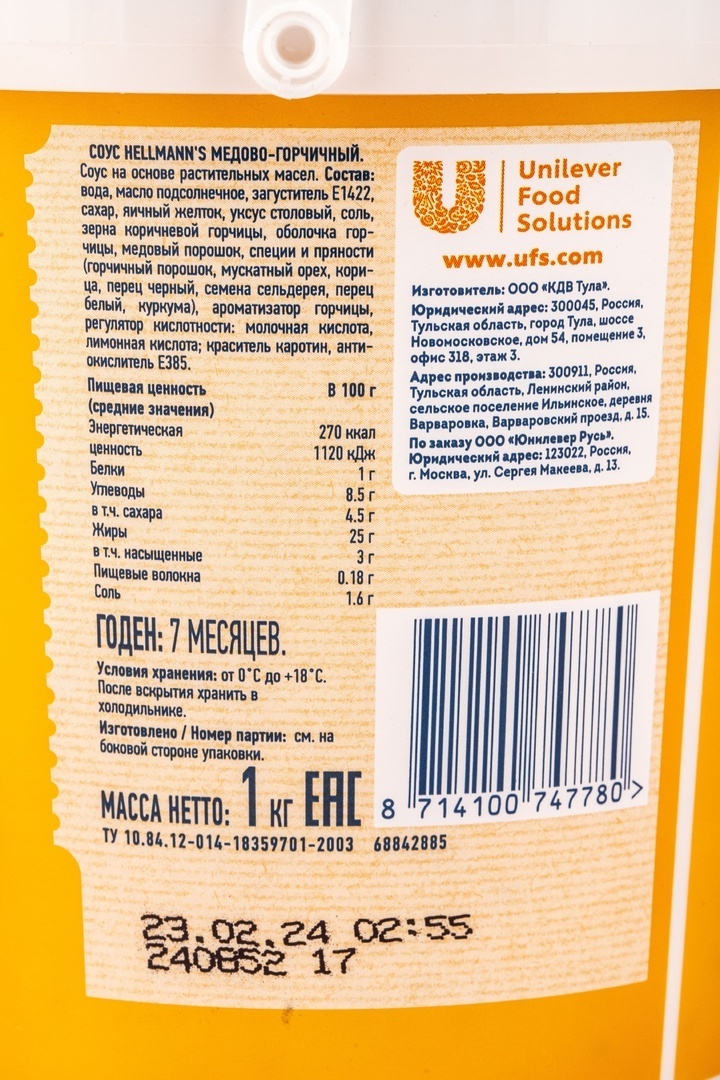 СОУС HELLMANN'S МЕДОВО-ГОРЧИЧНЫЙ.
Соус на основе растительных масел. Состав:
вода, масло подсолнечное, загуститель Е1422,
сахар, яичный желток, уксус столовый, соль,
зерна коричневой горчицы, оболочка гор-
чицы, медовый порошок, специи и пряности
(горчичный порошок, мускатный орех, кори-
ца, перец черный, семена сельдерея, перец
белый, куркума), ароматизатор горчицы,
регулятор кислотности: молочная кислота,
лимонная кислота; краситель каротин, анти-
окислитель Е385.
Пищевая ценность В 100 г
(средние значения)
Энергетическая 270 ккал
ценность 1120 кДж
Белки 1 г
Углеводы 8.5 г
в т.ч. сахара 4.5 г
Жиры 25 г
в т.ч. насыщенные 3 г
Пищевые волокна 0.18 г
Соль 1.6 г
ГОДЕН: 7 МЕСЯЦЕВ.
Условия хранения: от 0°С до +18°С.
После вскрытия хранить в
холодильнике.
Изготовлено / Номер партии: см. на
боковой стороне упаковки.
МАССА НЕТТО: 1 кг EAC
ТУ 10.84.12-014-18359701-2003 68842885
Unilever
Food
Solutions
www.ufs.com
Изготовитель: ООО «КДВ Тула».
Юридический адрес: 300045, Россия,
Тульская область, город Тула, шоссе
Новомосковское, дом 54, помещение 3,
офис 318, этаж 3.
Адрес производства: 300911, Россия,
Тульская область, Ленинский район,
сельское поселение Ильинское, деревня
Варваровка, Варваровский проезд, д. 15.
По заказу ООО «Юнилевер Русь».
Юридический адрес: 123022, Россия,
г. Москва, ул. Сергея Макеева, д. 13.
8 714100 747780 >
23.02.24 02:55
240852 17